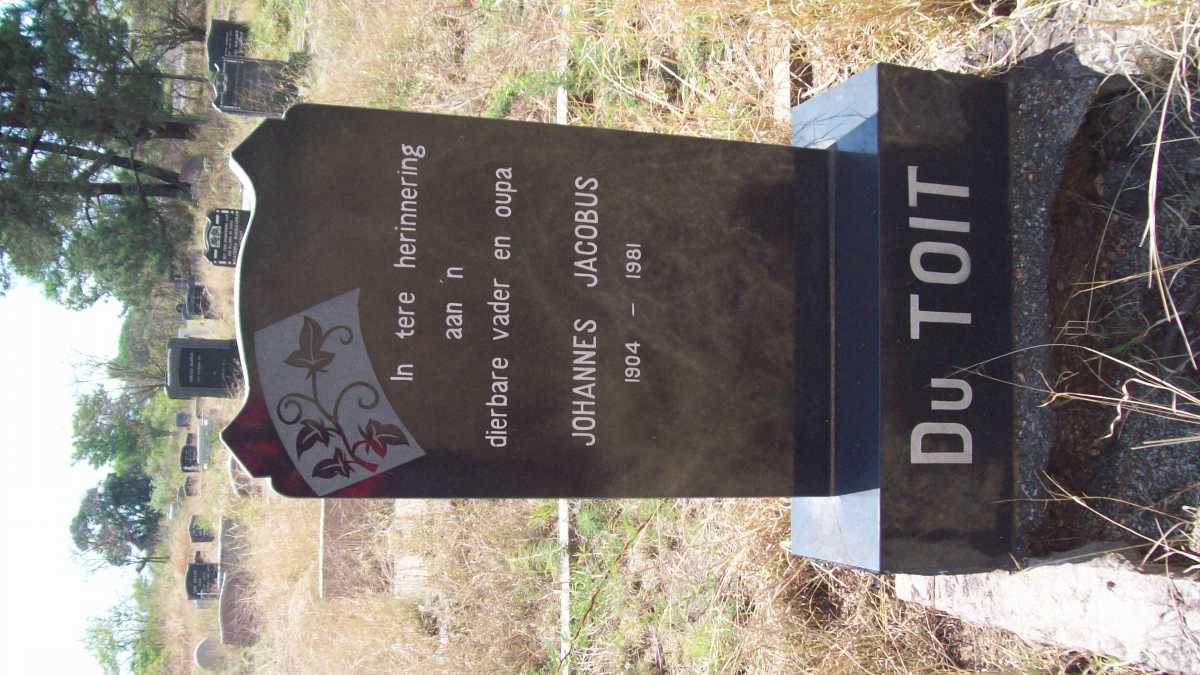 In tere herinnering
aan 'n
dierbare vader en oupa
JOHANNES JACOBUS
1904 – 1981
Du TOIT